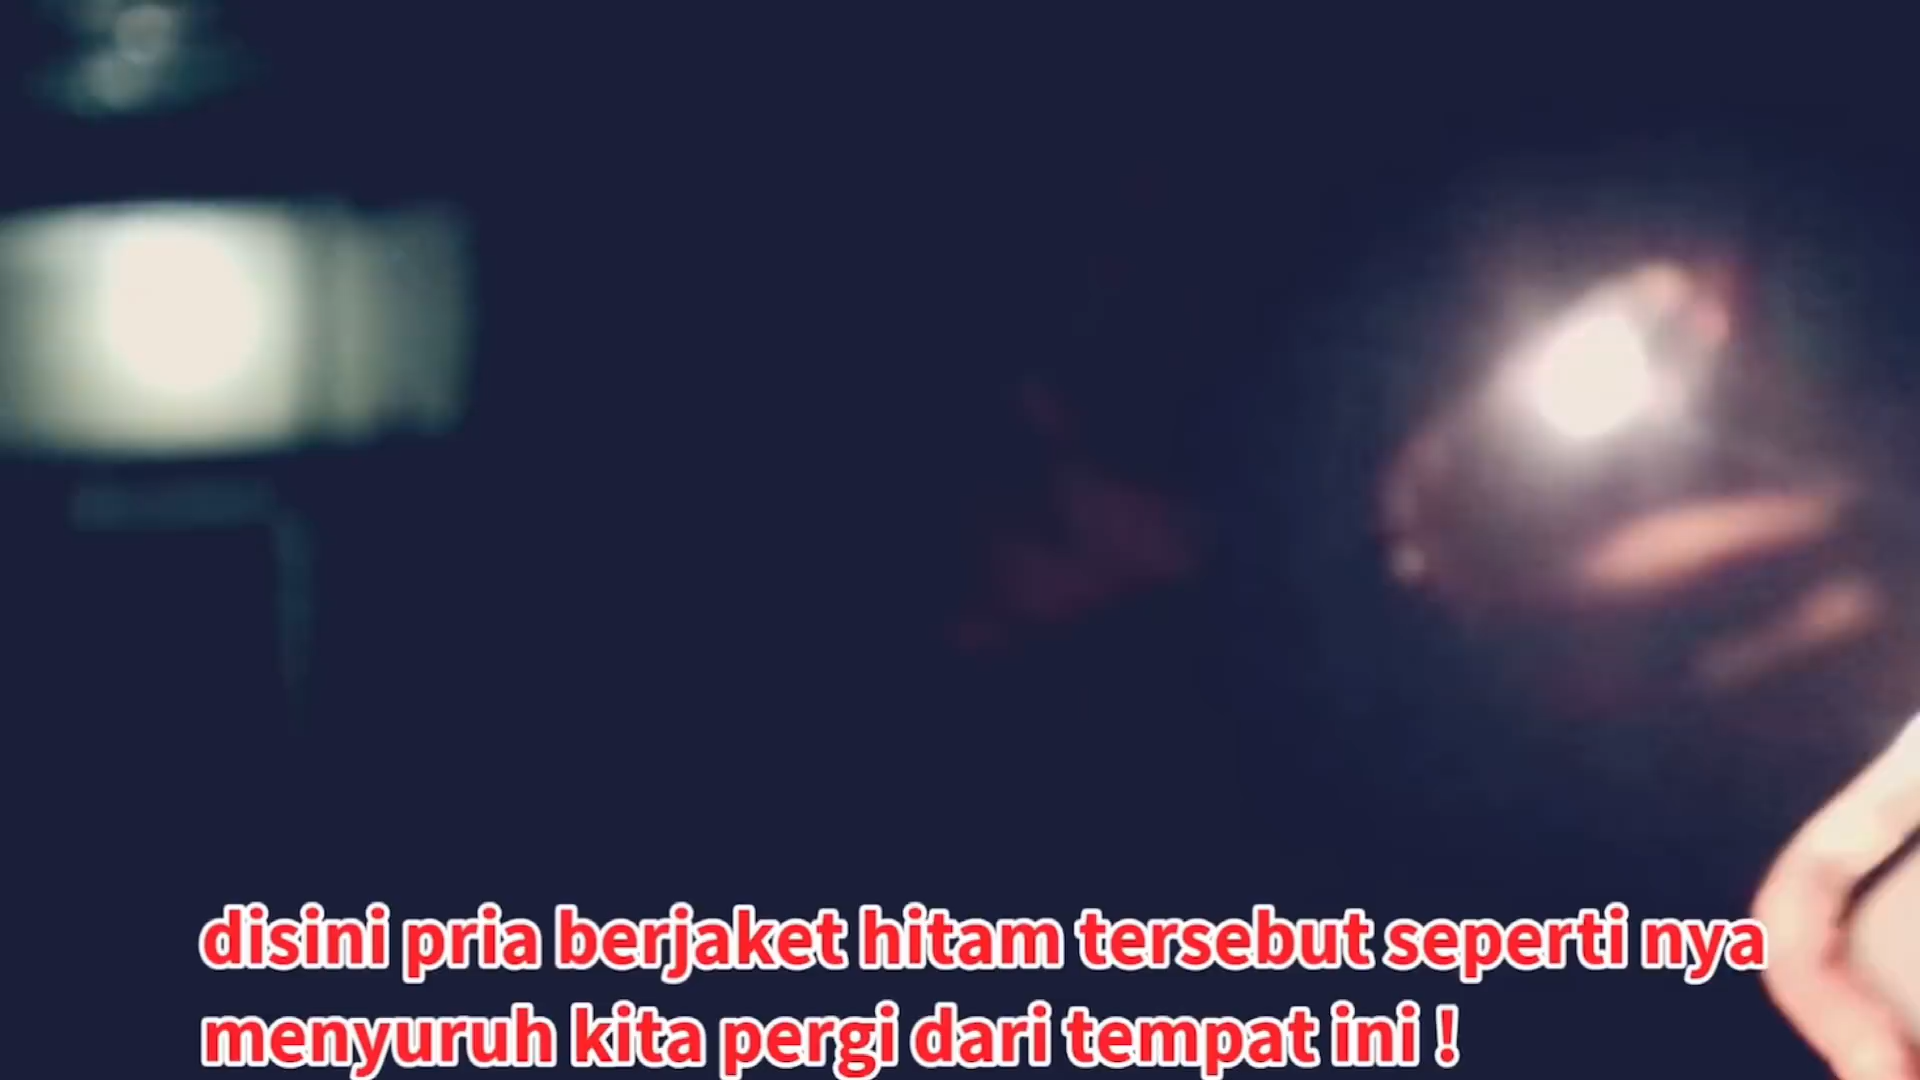 disini pria berjaket hitam tersebut seperti nya
menyuruh kita pergi dari tempat ini !